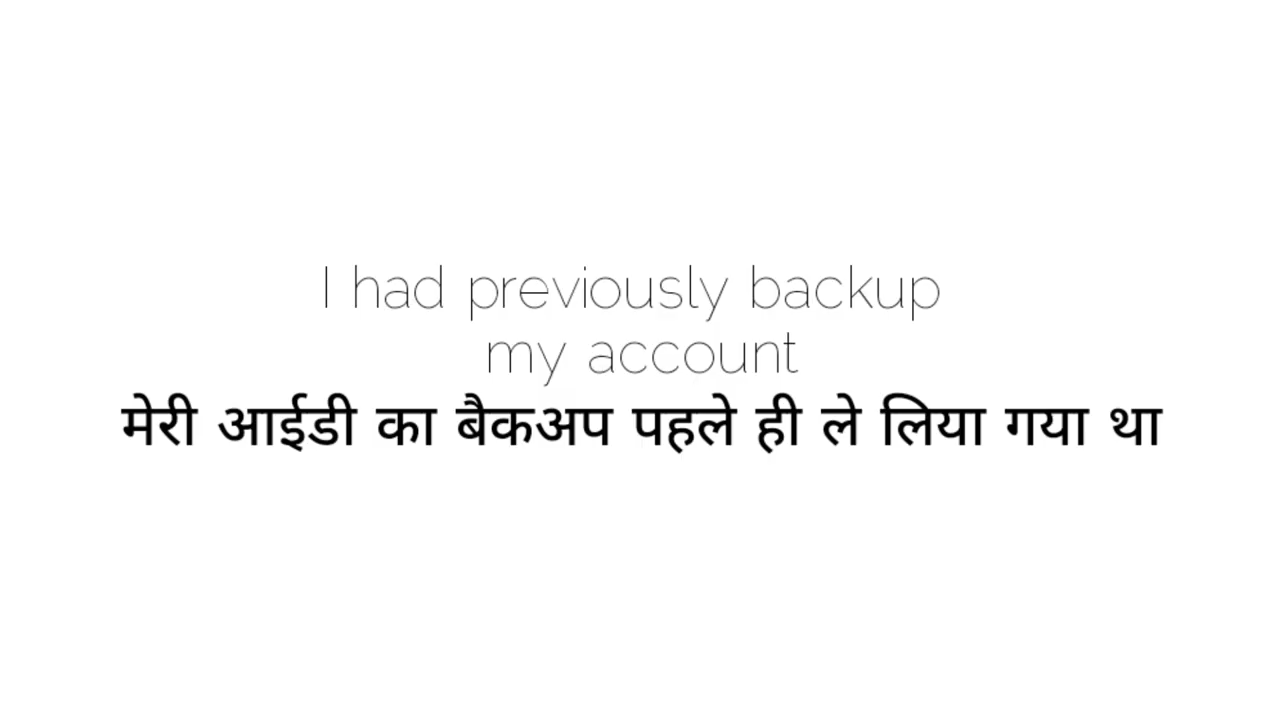 I had previously backup
my account
मेरी आईडी का बैकअप पहले ही ले लिया गया था